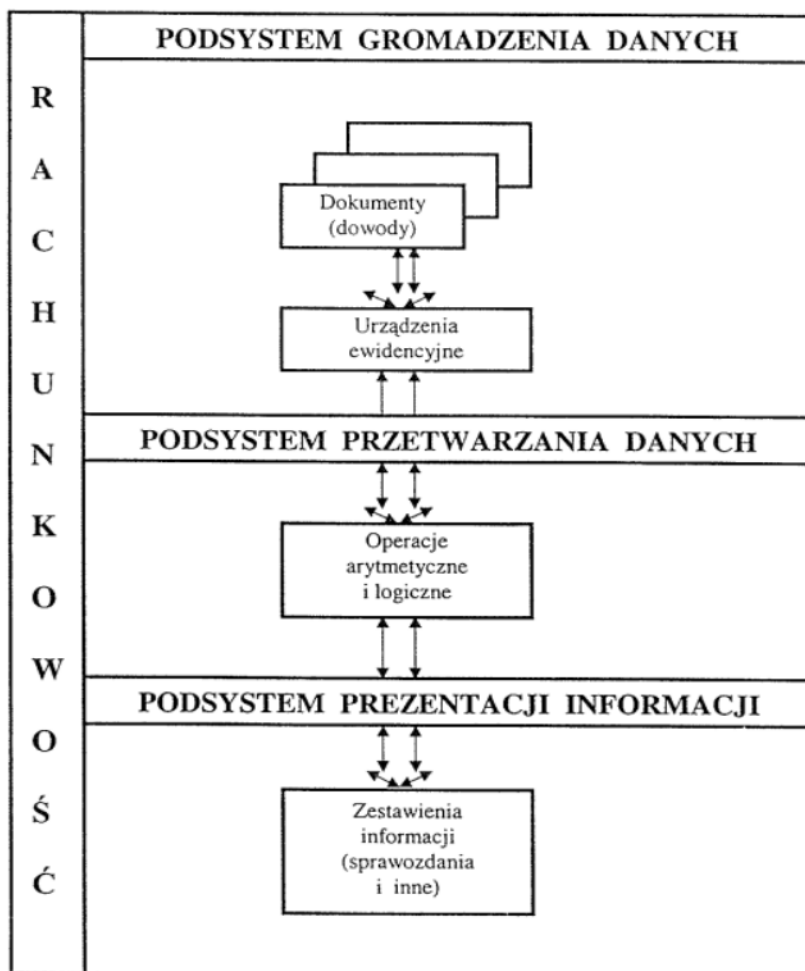 PODSYSTEM GROMADZENIA DANYCH
RACHUNKOWOŚĆ
Dokumenty
(dowody)
Urządzenia
ewidencyjne
PODSYSTEM PRZETWARZANIA DANYCH
Operacje
arytmetyczne
i logiczne
PODSYSTEM PREZENTACJI INFORMACJI
Zestawienia
informacji
(sprawozdania
i inne)